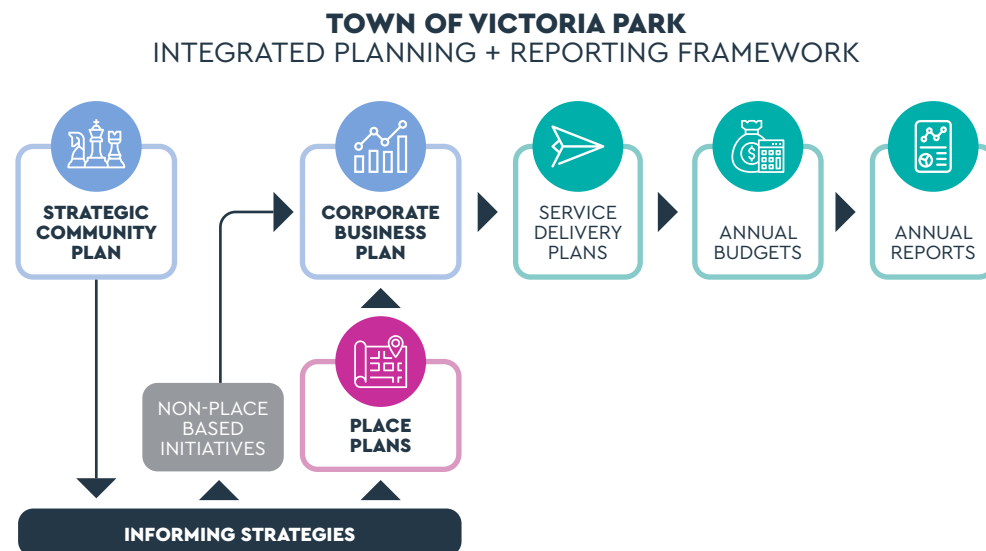 TOWN OF VICTORIA PARK
INTEGRATED PLANNING + REPORTING FRAMEWORK
STRATEGIC
COMMUNITY
PLAN
CORPORATE
BUSINESS
PLAN
SERVICE
DELIVERY
PLANS
ANNUAL
BUDGETS
ANNUAL
REPORTS
NON-PLACE
BASED
INITIATIVES
PLACE
PLANS
INFORMING STRATEGIES